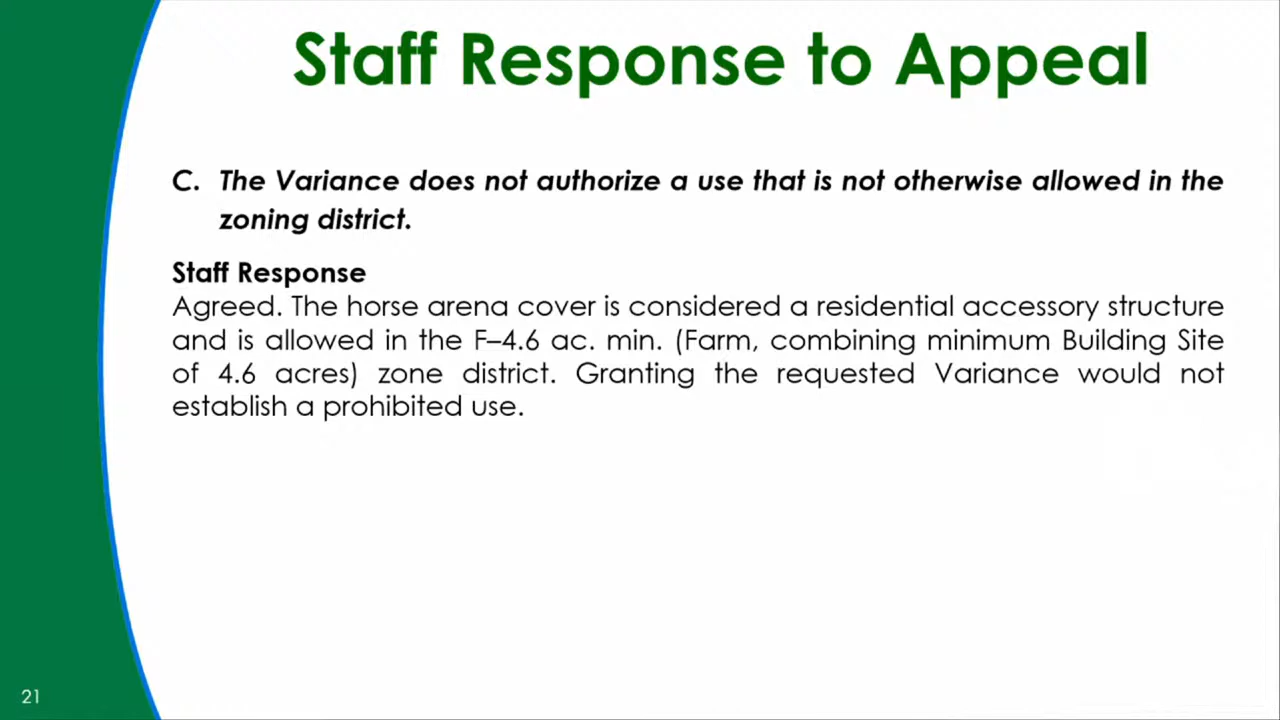 Staff Response to Appeal
C. The Variance does not authorize a use that is not otherwise allowed in the
zoning district.
Staff Response
Agreed. The horse arena cover is considered a residential accessory structure
and is allowed in the F–4.6 ac. min. (Farm, combining minimum Building Site
of 4.6 acres) zone district. Granting the requested Variance would not
establish a prohibited use.
21